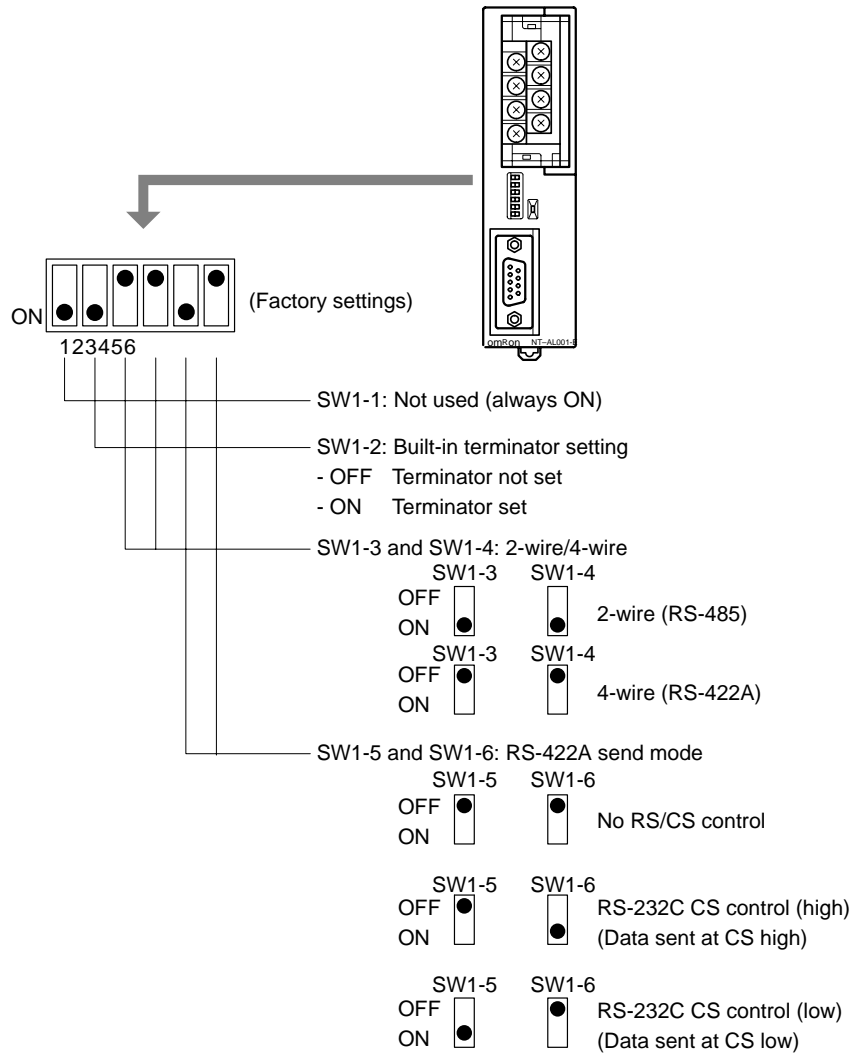 ON
(Factory settings)
123456
omRon NT-AL001-E
SW1-1: Not used (always ON)
SW1-2: Built-in terminator setting
- OFF Terminator not set
- ON Terminator set
SW1-3 and SW1-4: 2-wire/4-wire
SW1-3 SW1-4
OFF
ON
2-wire (RS-485)
SW1-3 SW1-4
OFF
ON
4-wire (RS-422A)
SW1-5 and SW1-6: RS-422A send mode
SW1-5 SW1-6
OFF
ON
No RS/CS control
SW1-5 SW1-6
OFF RS-232C CS control (high)
ON (Data sent at CS high)
SW1-5 SW1-6
OFF RS-232C CS control (low)
ON (Data sent at CS low)